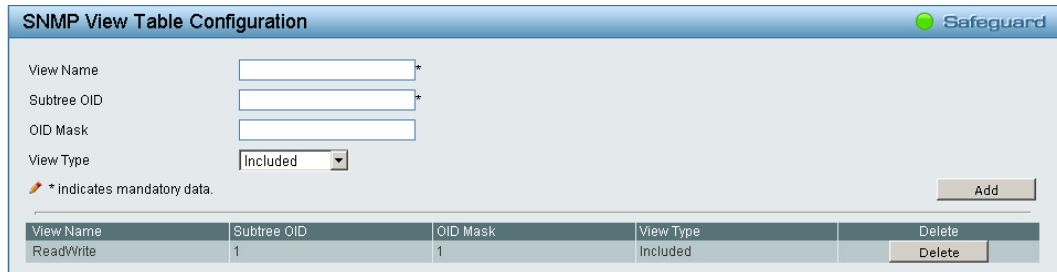 SNMP View Table Configuration Safeguard
View Name *
Subtree OID *
OID Mask
View Type Included
* indicates mandatory data. Add
View Name Subtree OID OID Mask View Type Delete
ReadWrite 1 1 Included Delete